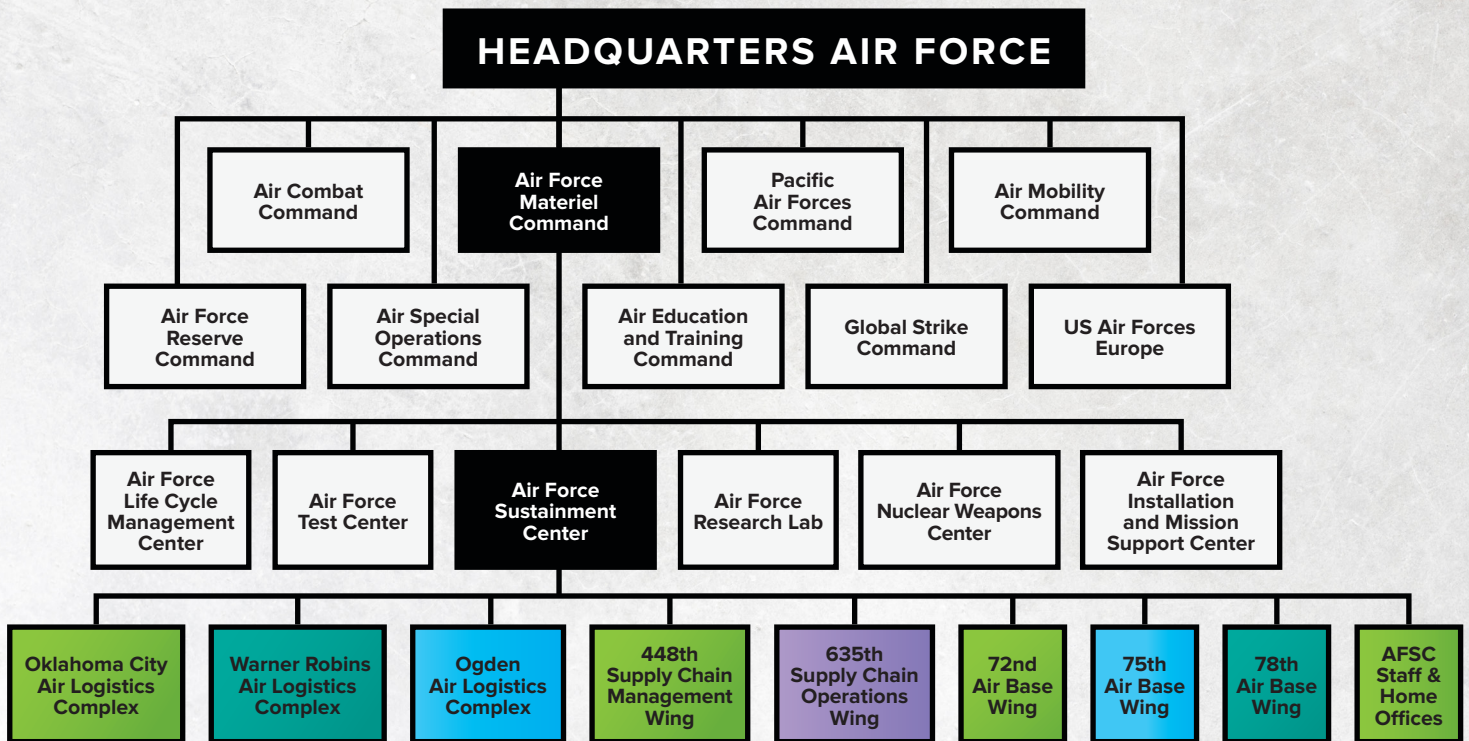 HEADQUARTERS AIR FORCE
Air Combat
Command
Air Force
Materiel
Command
Pacific
Air Forces
Command
Air Mobility
Command
Air Force
Reserve
Command
Air Special
Operations
Command
Air Education
and Training
Command
Global Strike
Command
US Air Forces
Europe
Air Force
Life Cycle
Management
Center
Air Force
Test Center
Air Force
Sustainment
Center
Air Force
Research Lab
Air Force
Nuclear Weapons
Center
Air Force
Installation
and Mission
Support Center
Oklahoma City
Air Logistics
Complex
Warner Robins
Air Logistics
Complex
Ogden
Air Logistics
Complex
448th
Supply Chain
Management
Wing
635th
Supply Chain
Operations
Wing
72nd
Air Base
Wing
75th
Air Base
Wing
78th
Air Base
Wing
AFSC
Staff &
Home
Offices